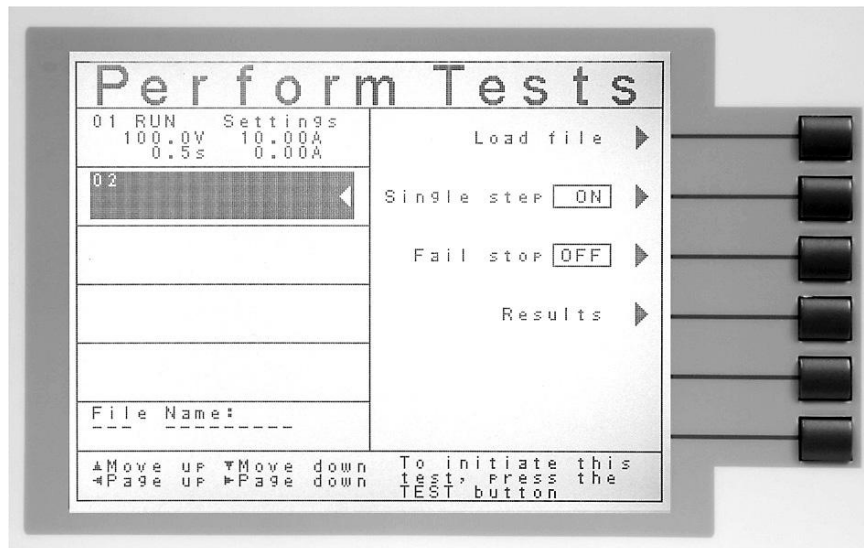 Perform Tests
01 RUN Settings
100.0V 10.00A
0.5s 0.00A
02
File Name:
--- ---------
▲Move up ▼Move down
◄Page up ►Page down
Load file
Single step ON
Fail stop OFF
Results
To initiate this
test, press the
TEST button